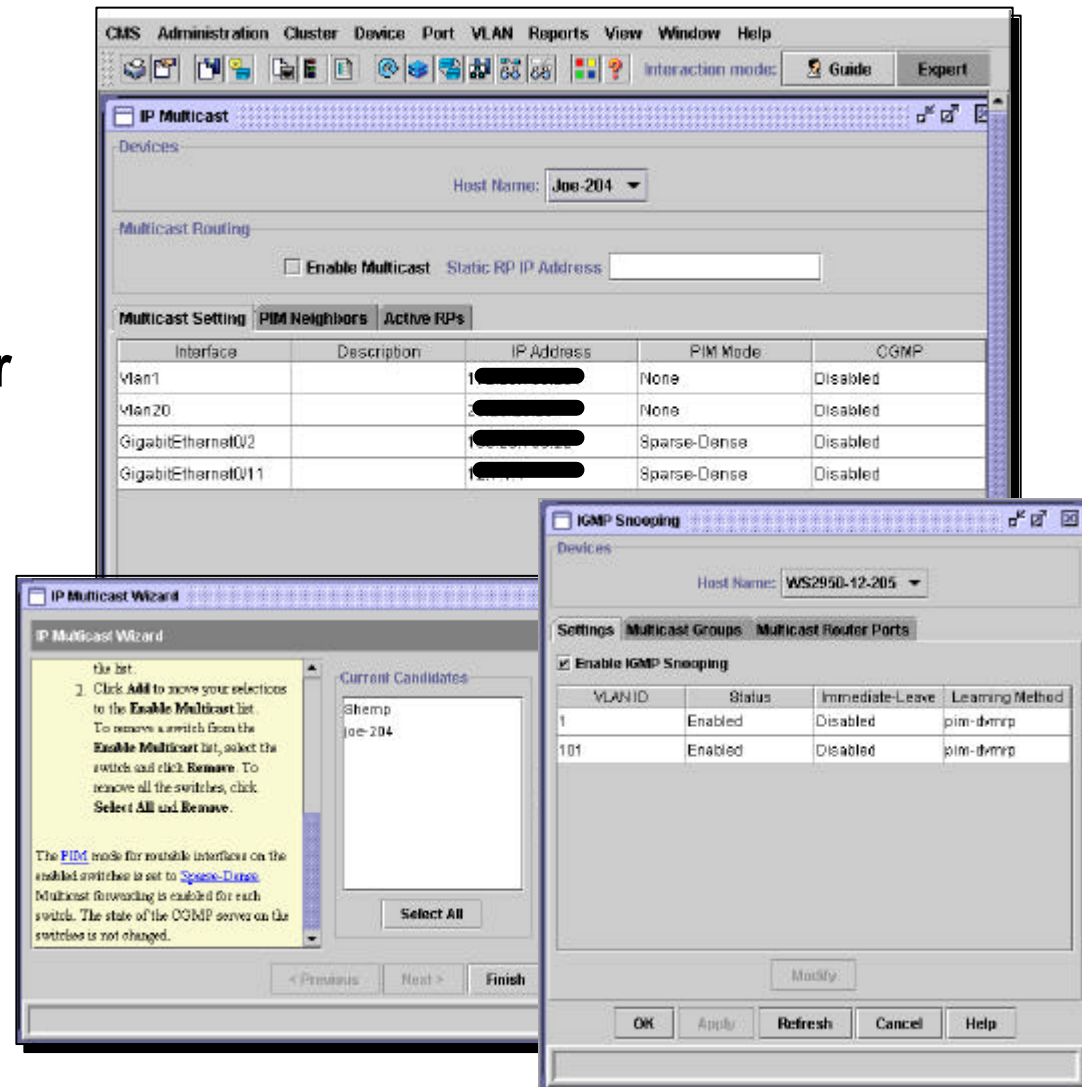 CMS Administration Cluster Device Port VLAN Reports View Window Help
Interaction mode: Guide Expert
IP Multicast
Devices
Host Name: Joe-204
Multicast Routing
Enable Multicast Static RP IP Address
Multicast Setting PIM Neighbors Active RPs
Interface Description IP Address PIM Mode CGMP
Vlan1 None Disabled
Vlan20 None Disabled
GigabitEthernet0/2 Sparse-Dense Disabled
GigabitEthernet0/11 Sparse-Dense Disabled
r
IP Multicast Wizard
IP Multicast Wizard
the list.
Click Add to move your selections
to the Enable Multicast list.
To remove a switch from the
Enable Multicast list, select the
switch and click Remove. To
remove all the switches, click
Select All and Remove.
The PIM mode for routable interfaces on the
enabled switches is set to Sparse-Dense.
Multicast forwarding is enabled for each
switch. The state of the CGMP server on the
switches is not changed.
Current Candidates
Shemp
Joe-204
Select All
< Previous Next > Finish
IGMP Snooping
Devices
Host Name: WS2950-12-205
Settings Multicast Groups Multicast Router Ports
Enable IGMP Snooping
VLAN ID Status Immediate-Leave Learning Method
1 Enabled Disabled pim-dvmrp
101 Enabled Disabled pim-dvmrp
Modify
OK Apply Refresh Cancel Help